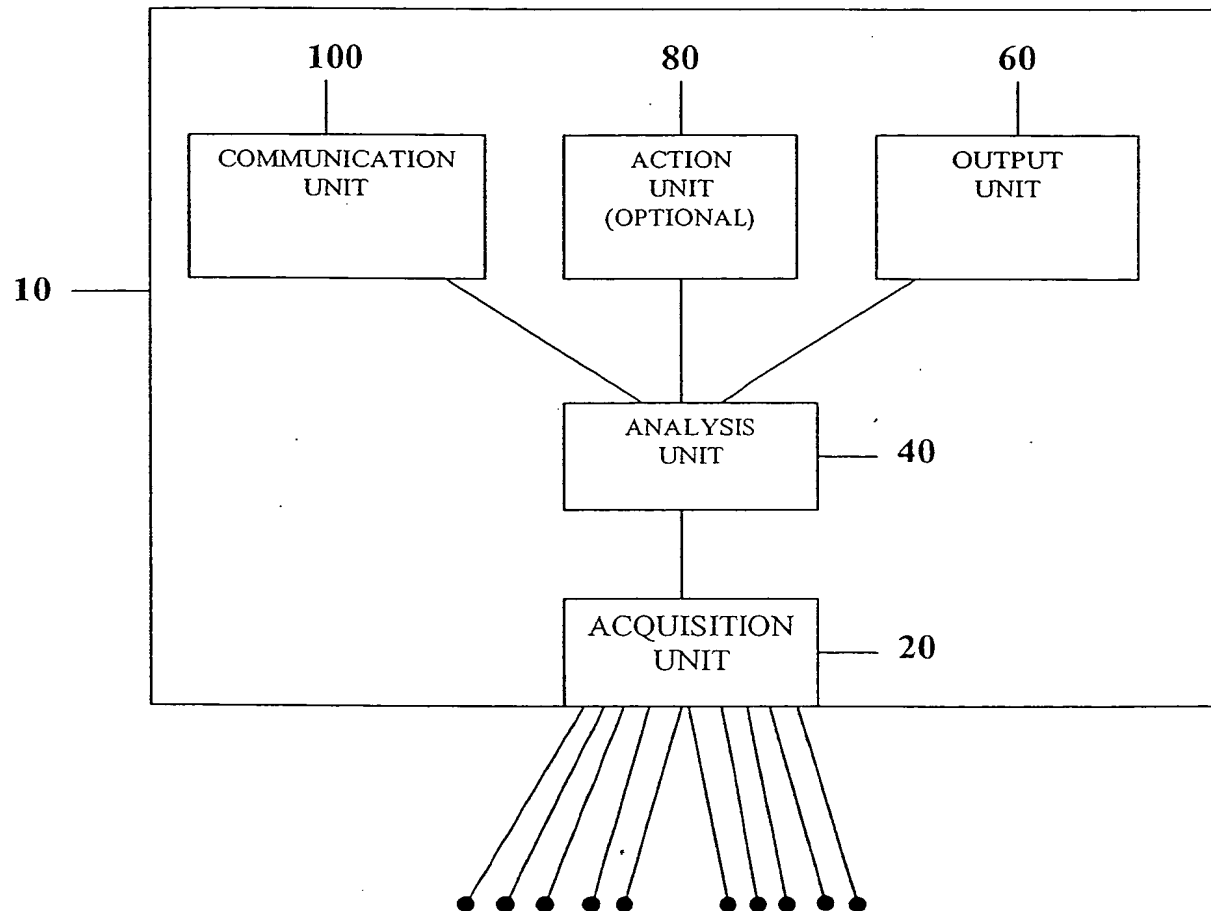 100
80
60
COMMUNICATION
UNIT
ACTION
UNIT
(OPTIONAL)
OUTPUT
UNIT
10
ANALYSIS
UNIT
40
ACQUISITION
UNIT
20